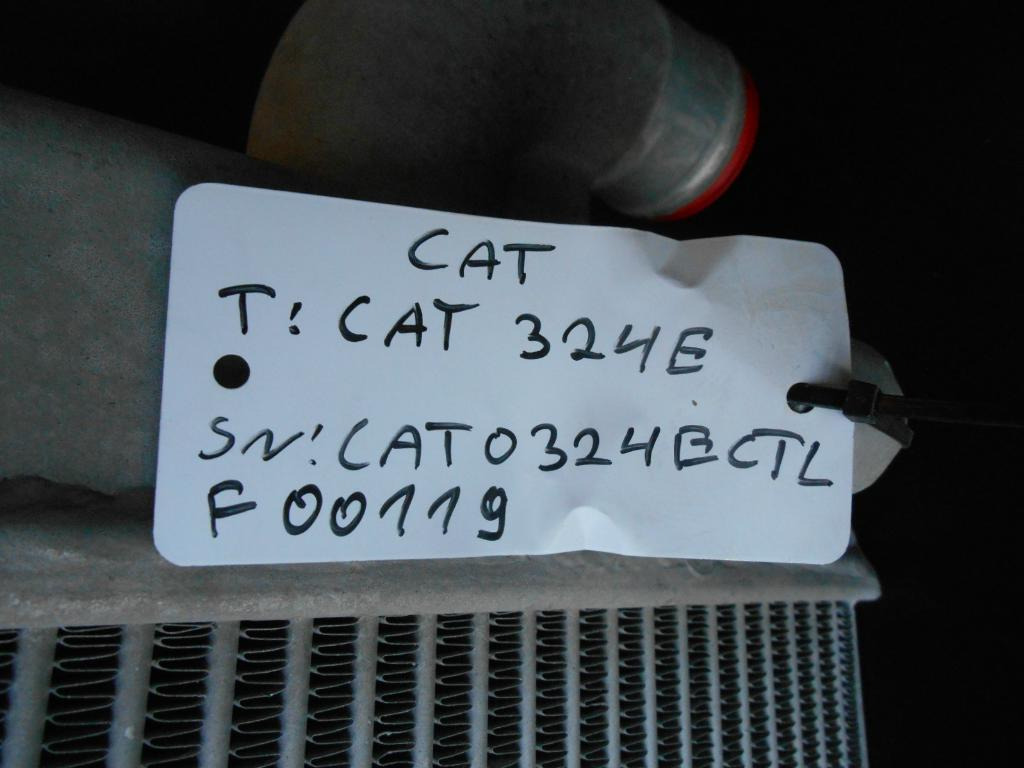 CAT
T: CAT 324E
SN: CAT0324ECTL
F00119